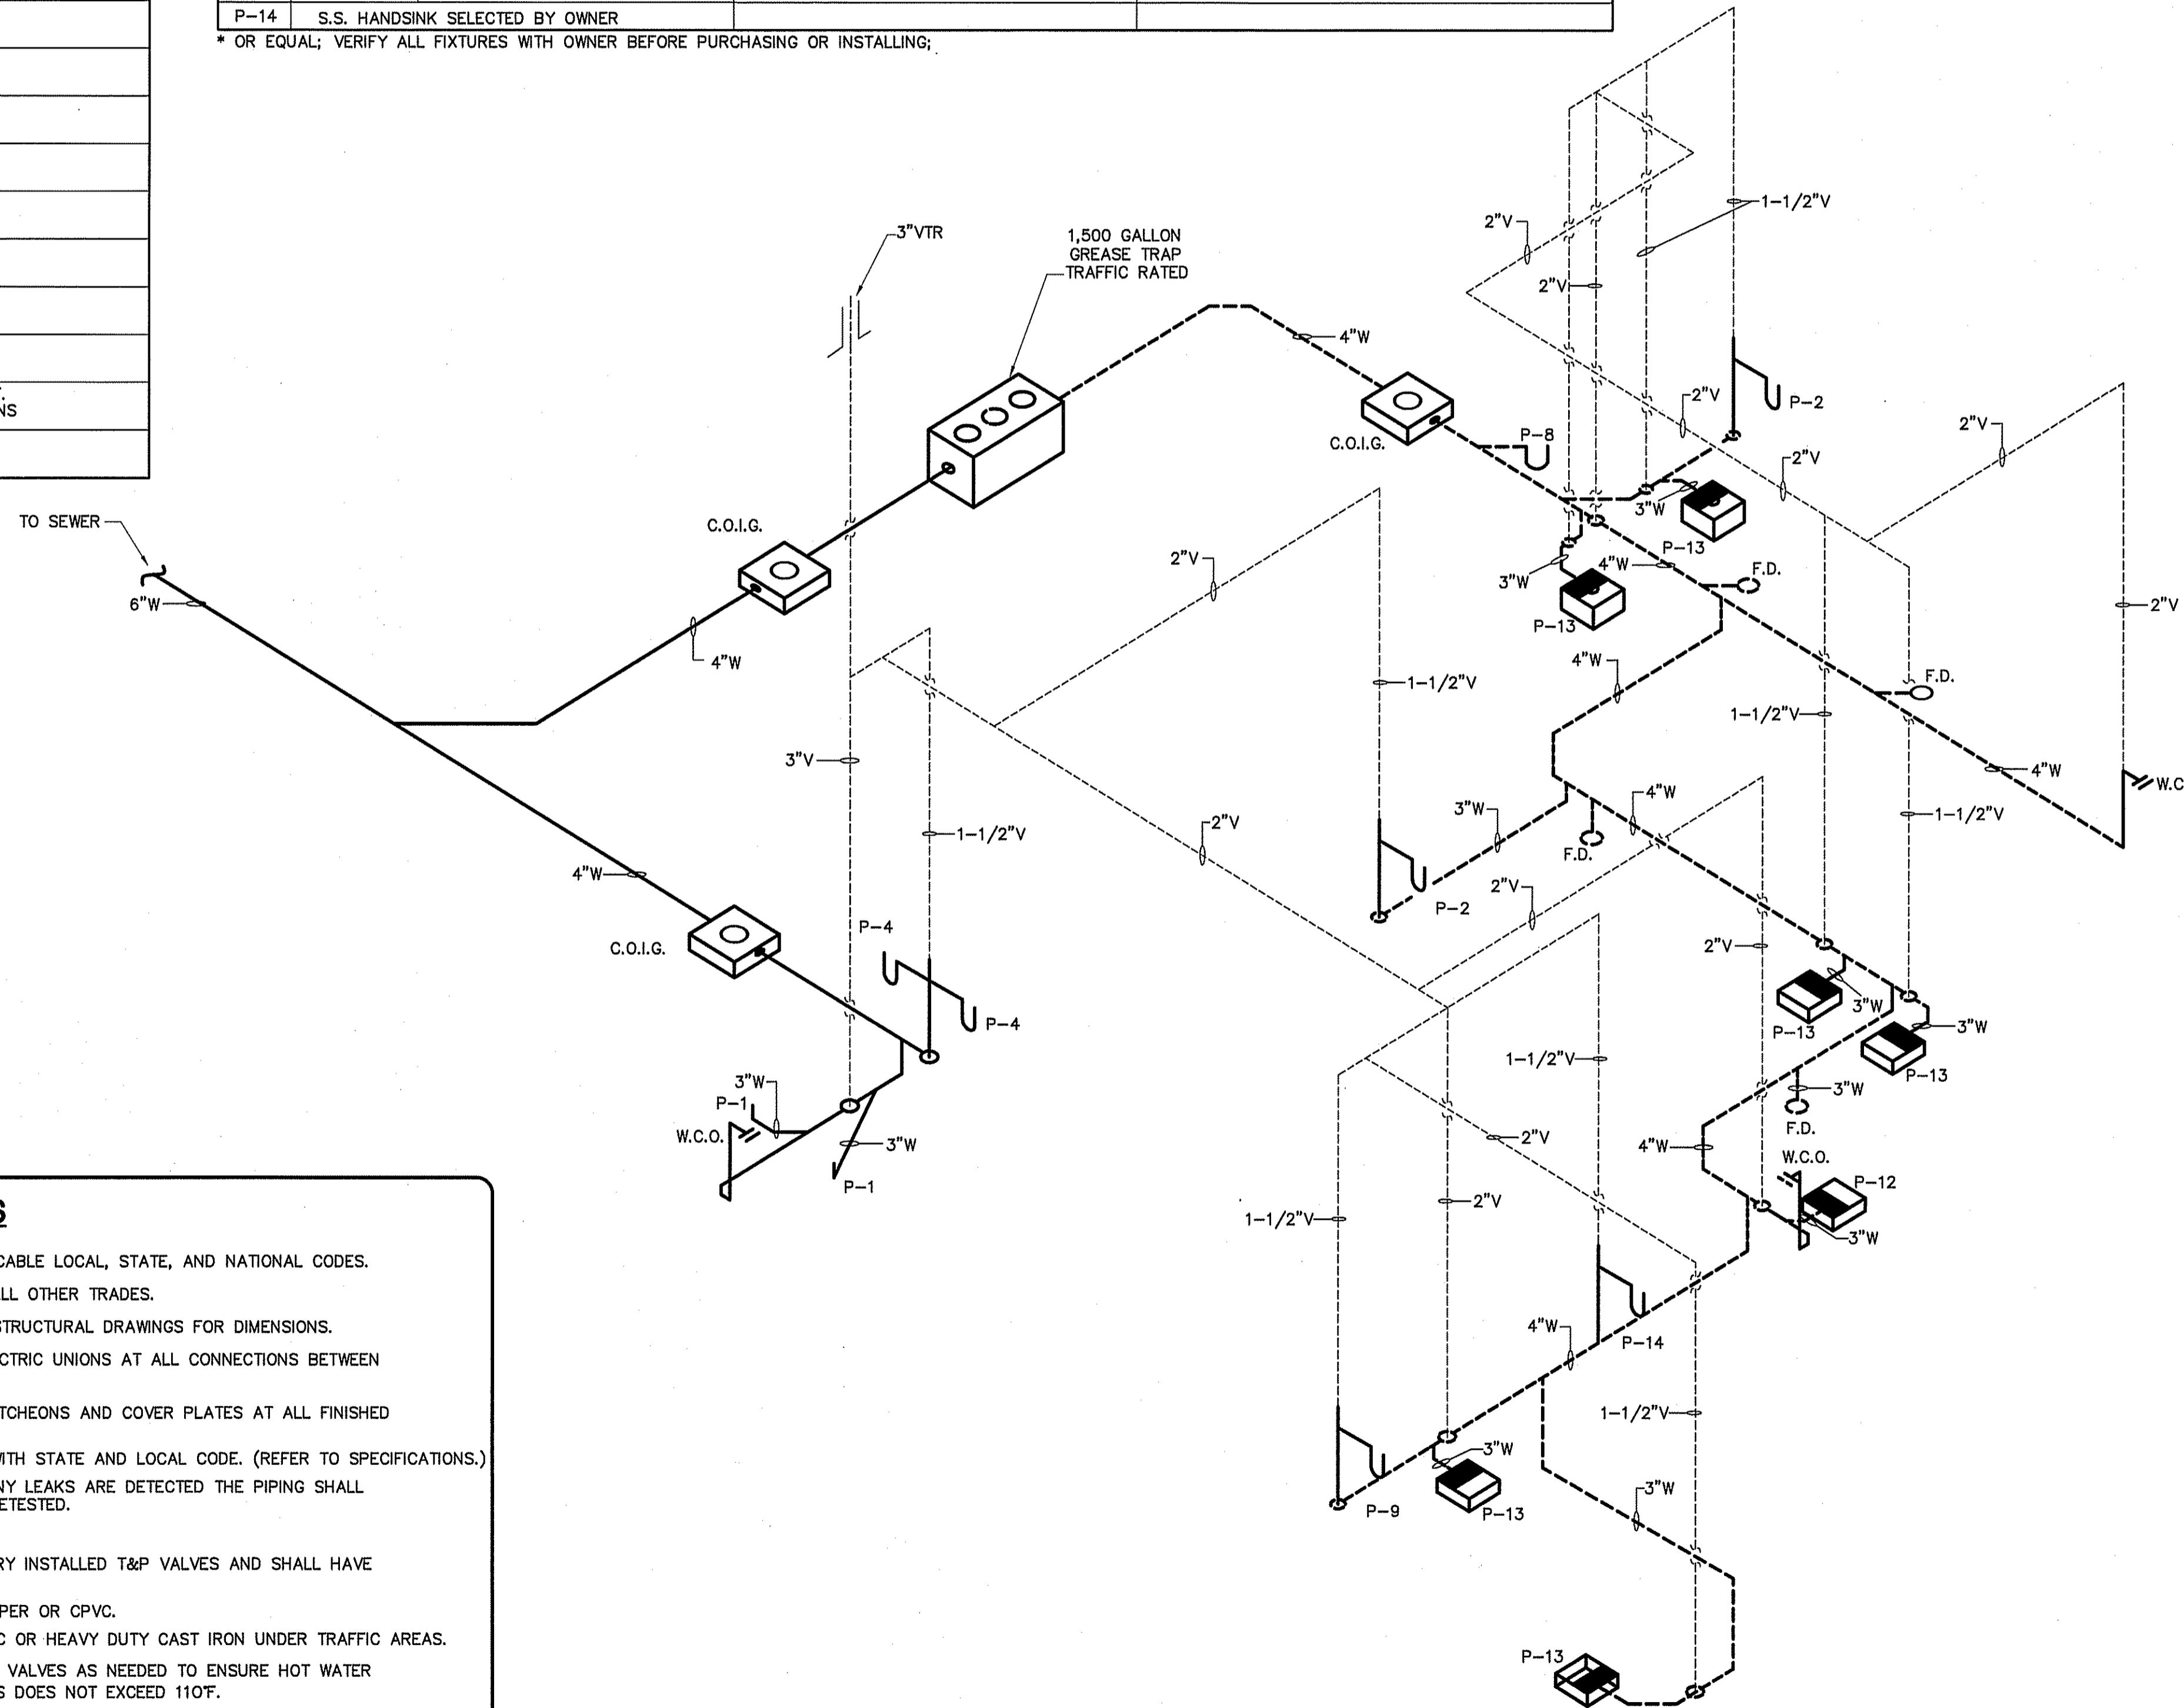 P-14 S.S. HANDSINK SELECTED BY OWNER
* OR EQUAL; VERIFY ALL FIXTURES WITH OWNER BEFORE PURCHASING OR INSTALLING;
NS
1-1/2"V
2"V
3"VTR
1,500 GALLON
GREASE TRAP
TRAFFIC RATED
2"V
4"W
2"V
P-2
2"V
P-8
C.O.I.G.
2"V
3"W
TO SEWER
C.O.I.G.
P-13
2"V
3"W
4"W
F.D.
6"W
P-13
2"V
4"W
4"W
1-1/2"V
F.D.
1-1/2"V
3"V
4"W
W.C
4"W
3"W
1-1/2"V
2"V
1-1/2"V
F.D.
4"W
2"V
P-2
P-4
C.O.I.G.
2"V
P-4
P-13
3"W
3"W
1-1/2"V
P-13
3"W
P-1
3"W
W.C.O.
2"V
F.D.
3"W
4"W
W.C.O.
P-1
P-12
2"V
1-1/2"V
3"W
S
CABLE LOCAL, STATE, AND NATIONAL CODES.
LL OTHER TRADES.
STRUCTURAL DRAWINGS FOR DIMENSIONS.
4"W
P-14
CTRIC UNIONS AT ALL CONNECTIONS BETWEEN
TCHEONS AND COVER PLATES AT ALL FINISHED
1-1/2"V
3"W
WITH STATE AND LOCAL CODE. (REFER TO SPECIFICATIONS.)
NY LEAKS ARE DETECTED THE PIPING SHALL
ETESTED.
3"W
P-9
P-13
RY INSTALLED T&P VALVES AND SHALL HAVE
PER OR CPVC.
C OR HEAVY DUTY CAST IRON UNDER TRAFFIC AREAS.
P-13
VALVES AS NEEDED TO ENSURE HOT WATER
S DOES NOT EXCEED 110°F.